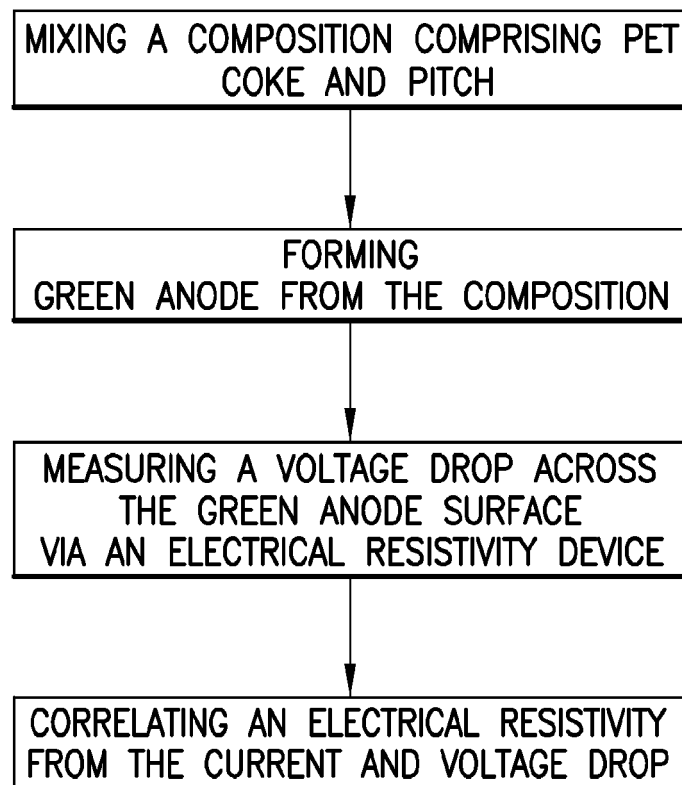 MIXING A COMPOSITION COMPRISING PET
COKE AND PITCH
FORMING
GREEN ANODE FROM THE COMPOSITION
MEASURING A VOLTAGE DROP ACROSS
THE GREEN ANODE SURFACE
VIA AN ELECTRICAL RESISTIVITY DEVICE
CORRELATING AN ELECTRICAL RESISTIVITY
FROM THE CURRENT AND VOLTAGE DROP